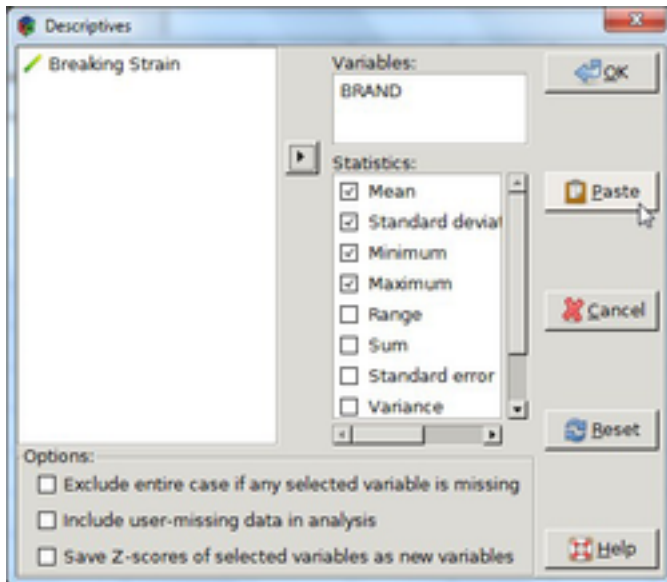 Descriptives
Breaking Strain
Variables:
BRAND
Statistics:
Mean
Standard deviat
Minimum
Maximum
Range
Sum
Standard error
Variance
OK
Paste
Cancel
Reset
Help
Options:
Exclude entire case if any selected variable is missing
Include user-missing data in analysis
Save Z-scores of selected variables as new variables